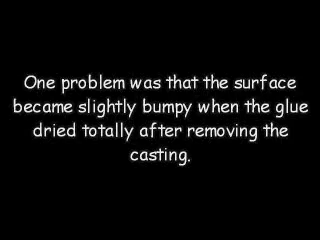 One problem was that the surface
became slightly bumpy when the glue
dried totally after removing the
casting.